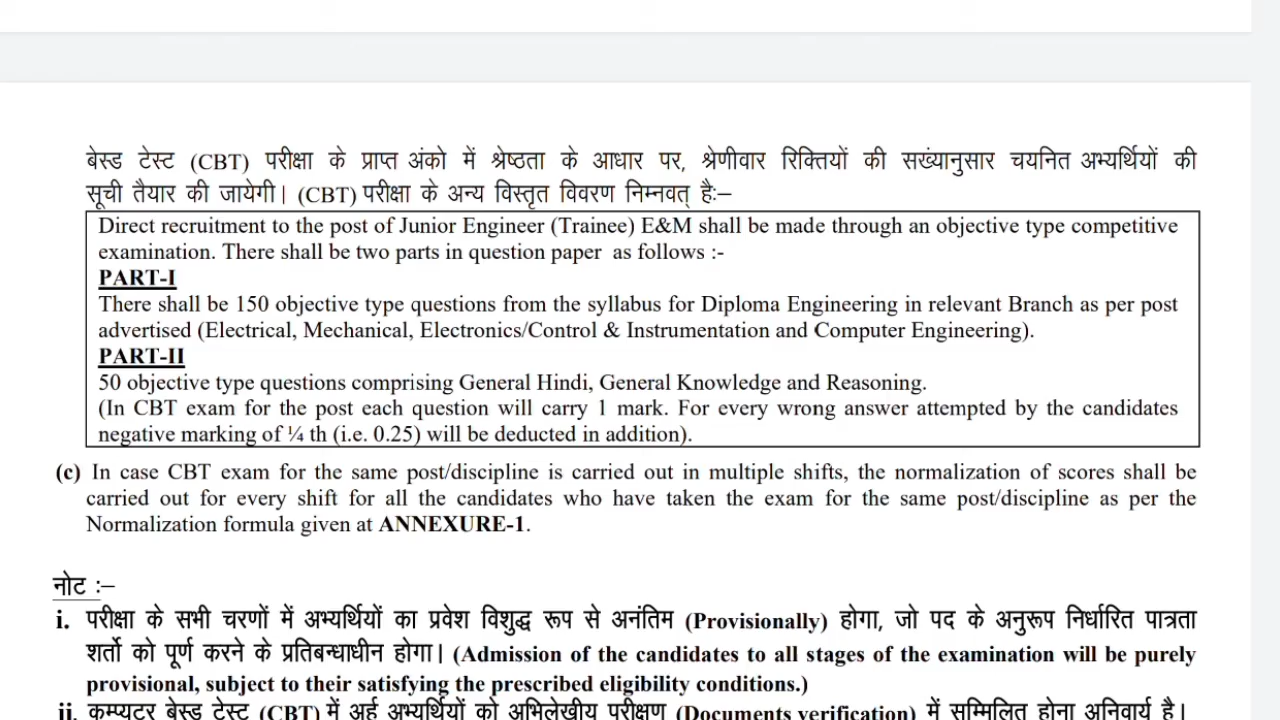 बेस्ड टेस्ट (CBT) परीक्षा के प्राप्त अंको में श्रेष्ठता के आधार पर, श्रेणीवार रिक्तियों की सख्ंयानुसार चयनित अभ्यर्थियों की
सूची तैयार की जायेगी। (CBT) परीक्षा के अन्य विस्तृत विवरण निम्नवत् है:–
Direct recruitment to the post of Junior Engineer (Trainee) E&M shall be made through an objective type competitive
examination. There shall be two parts in question paper as follows :-
PART-I
There shall be 150 objective type questions from the syllabus for Diploma Engineering in relevant Branch as per post
advertised (Electrical, Mechanical, Electronics/Control & Instrumentation and Computer Engineering).
PART-II
50 objective type questions comprising General Hindi, General Knowledge and Reasoning.
(In CBT exam for the post each question will carry 1 mark. For every wrong answer attempted by the candidates
negative marking of ¼ th (i.e. 0.25) will be deducted in addition).
(c) In case CBT exam for the same post/discipline is carried out in multiple shifts, the normalization of scores shall be
carried out for every shift for all the candidates who have taken the exam for the same post/discipline as per the
Normalization formula given at ANNEXURE-1.
नोट :–
i. परीक्षा के सभी चरणों में अभ्यर्थियों का प्रवेश विशुद्ध रूप से अनंतिम (Provisionally) होगा, जो पद के अनुरूप निर्धारित पात्रता
शर्तो को पूर्ण करने के प्रतिबन्धाधीन होगा। (Admission of the candidates to all stages of the examination will be purely
provisional, subject to their satisfying the prescribed eligibility conditions.)
ii. कम्प्यूटर बेस्ड टेस्ट (CBT) में अर्ह अभ्यर्थियों को अभिलेखीय परीक्षण (Documents verification) में सम्मिलित होना अनिवार्य है।